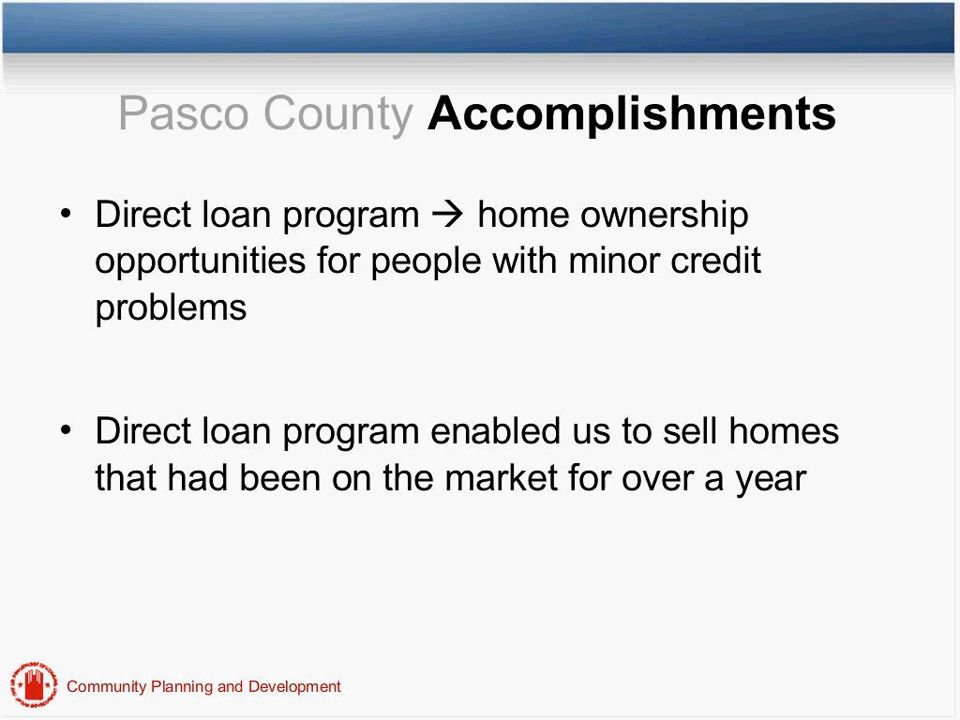 Pasco County Accomplishments
• Direct loan program → home ownership
opportunities for people with minor credit
problems
• Direct loan program enabled us to sell homes
that had been on the market for over a year
Community Planning and Development